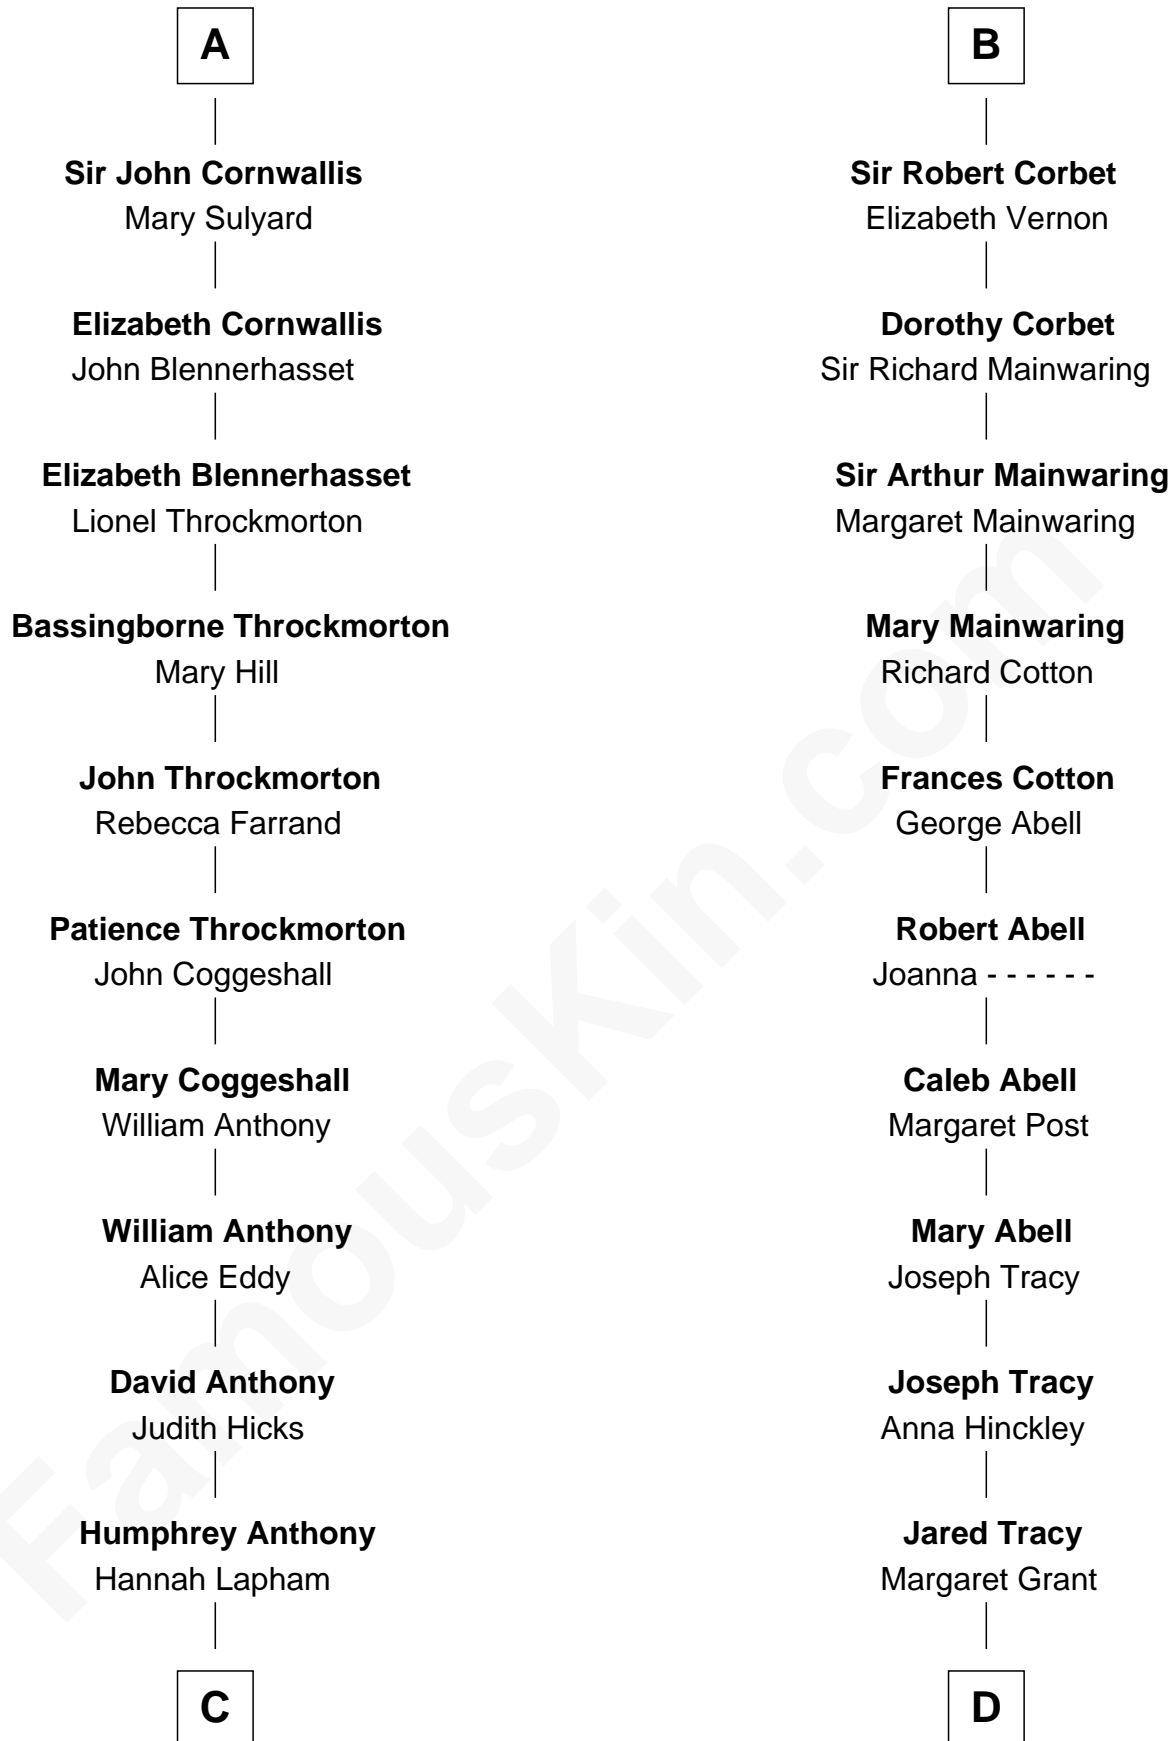 A
Sir John Cornwallis
Mary Sulyard
Elizabeth Cornwallis
John Blennerhasset
Elizabeth Blennerhasset
Lionel Throckmorton
Bassingborne Throckmorton
Mary Hill
John Throckmorton
Rebecca Farrand
Patience Throckmorton
John Coggeshall
Mary Coggeshall
William Anthony
William Anthony
Alice Eddy
David Anthony
Judith Hicks
Humphrey Anthony
Hannah Lapham
C
B
Sir Robert Corbet
Elizabeth Vernon
Dorothy Corbet
Sir Richard Mainwaring
Sir Arthur Mainwaring
Margaret Mainwaring
Mary Mainwaring
Richard Cotton
Frances Cotton
George Abell
Robert Abell
Joanna - - - - - -
Caleb Abell
Margaret Post
Mary Abell
Joseph Tracy
Joseph Tracy
Anna Hinckley
Jared Tracy
Margaret Grant
D
FamousKin.com